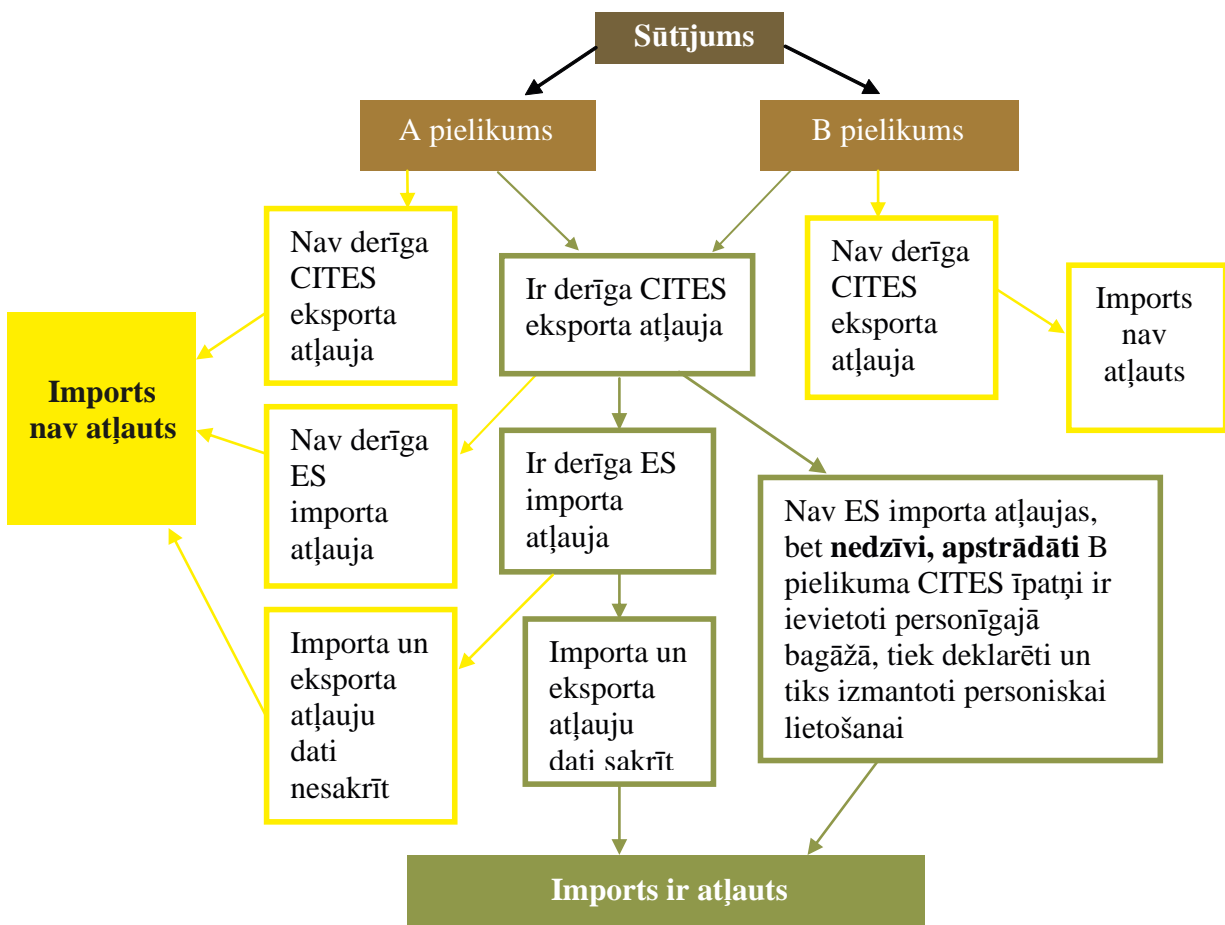 Sūtījums
A pielikums
B pielikums
Nav derīga
CITES
eksporta
atļauja
Ir derīga CITES
eksporta atļauja
Nav derīga
CITES
eksporta
atļauja
Imports
nav
atļauts
Imports
nav atļauts
Nav derīga
ES
importa
atļauja
Ir derīga ES
importa
atļauja
Nav ES importa atļaujas,
bet nedzīvi, apstrādāti B
pielikuma CITES īpatņi ir
ievietoti personīgajā
bagāžā, tiek deklarēti un
tiks izmantoti personiskai
lietošanai
Importa un
eksporta
atļauju
dati
nesakrīt
Importa un
eksporta
atļauju
dati sakrīt
Imports ir atļauts